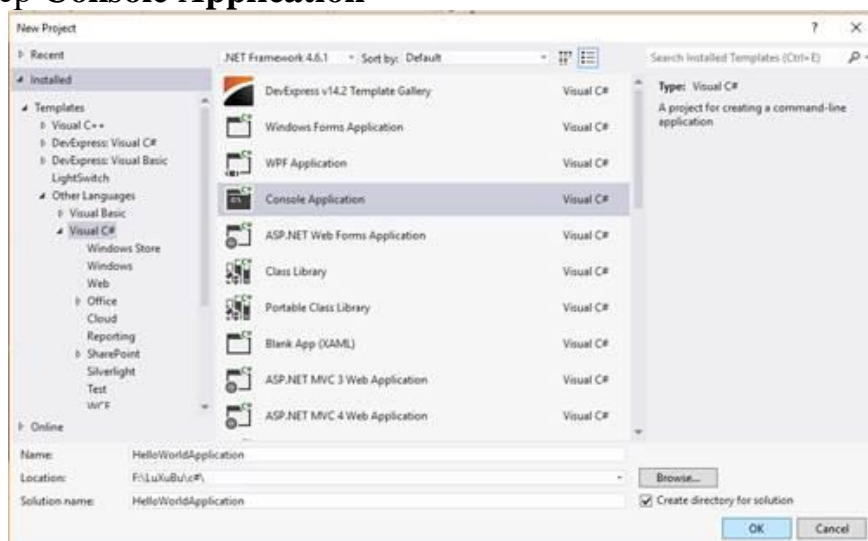 ep Console Application
New Project ? ×
Recent
Installed
Templates
Visual C++
DevExpress: Visual C#
DevExpress: Visual Basic
LightSwitch
Other Languages
Visual Basic
Visual C#
Windows Store
Windows
Web
Office
Cloud
Reporting
SharePoint
Silverlight
Test
WCF
Online
.NET Framework 4.6.1 Sort by: Default
DevExpress v14.2 Template Gallery Visual C#
Windows Forms Application Visual C#
WPF Application Visual C#
Console Application Visual C#
ASP.NET Web Forms Application Visual C#
Class Library Visual C#
Portable Class Library Visual C#
Blank App (XAML) Visual C#
ASP.NET MVC 3 Web Application Visual C#
ASP.NET MVC 4 Web Application Visual C#
Search Installed Templates (Ctrl+E)
Type: Visual C#
A project for creating a command-line
application
Name: HelloWorldApplication
Location: F:\LuXuBu\c#\
Browse...
Solution name: HelloWorldApplication
Create directory for solution
OK Cancel